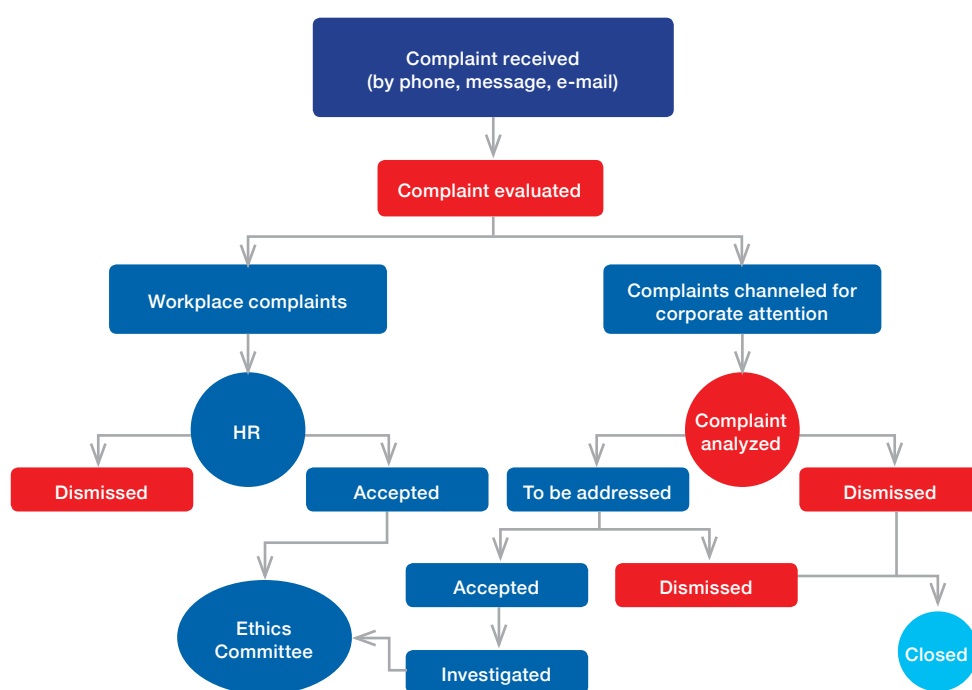 Complaint received
(by phone, message, e-mail)
Complaint evaluated
Workplace complaints
Complaints channeled for
corporate attention
HR
Complaint
analyzed
Dismissed
Accepted
To be addressed
Dismissed
Accepted
Dismissed
Ethics
Committee
Investigated
Closed